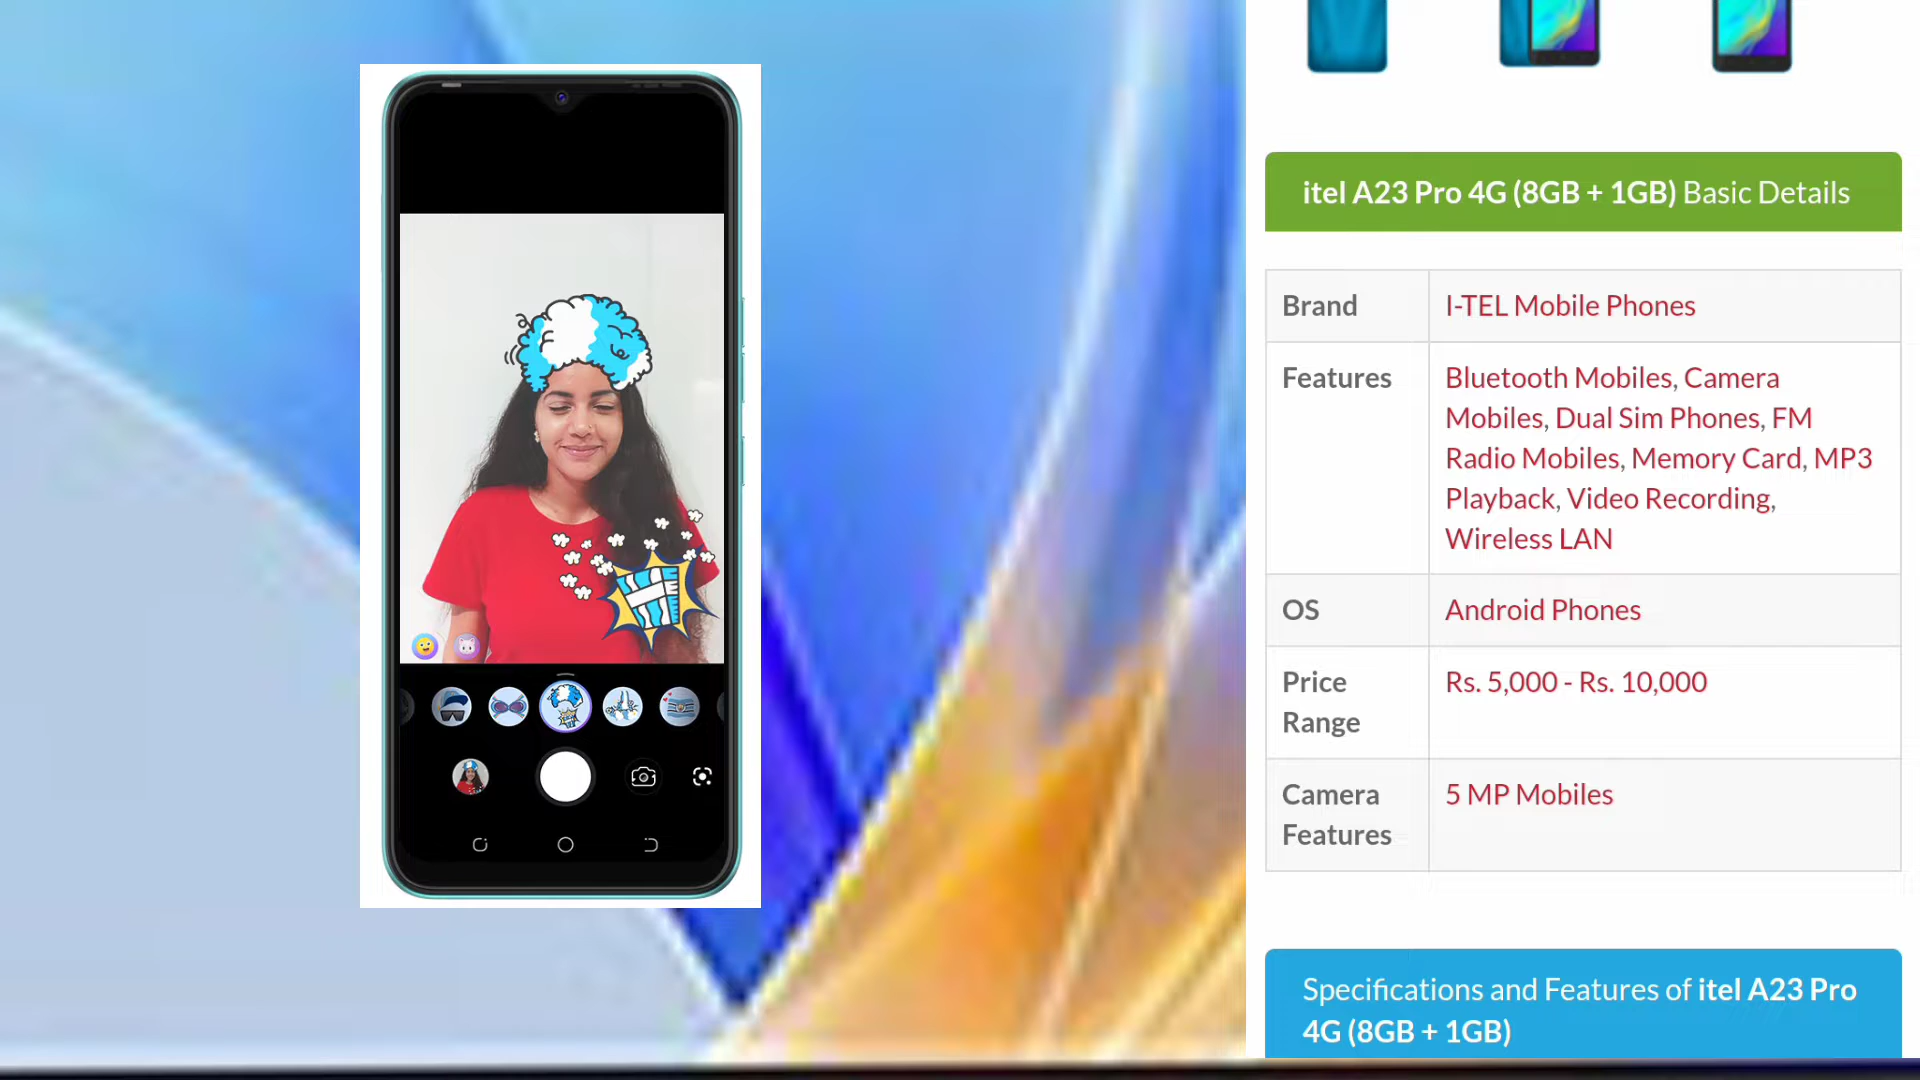 itel A23 Pro 4G (8GB + 1GB) Basic Details
Brand
I-TEL Mobile Phones
Features
Bluetooth Mobiles, Camera
Mobiles, Dual Sim Phones, FM
Radio Mobiles, Memory Card, MP3
Playback, Video Recording,
Wireless LAN
OS
Android Phones
Price
Range
Rs. 5,000 - Rs. 10,000
Camera
Features
5 MP Mobiles
Specifications and Features of itel A23 Pro
4G (8GB + 1GB)